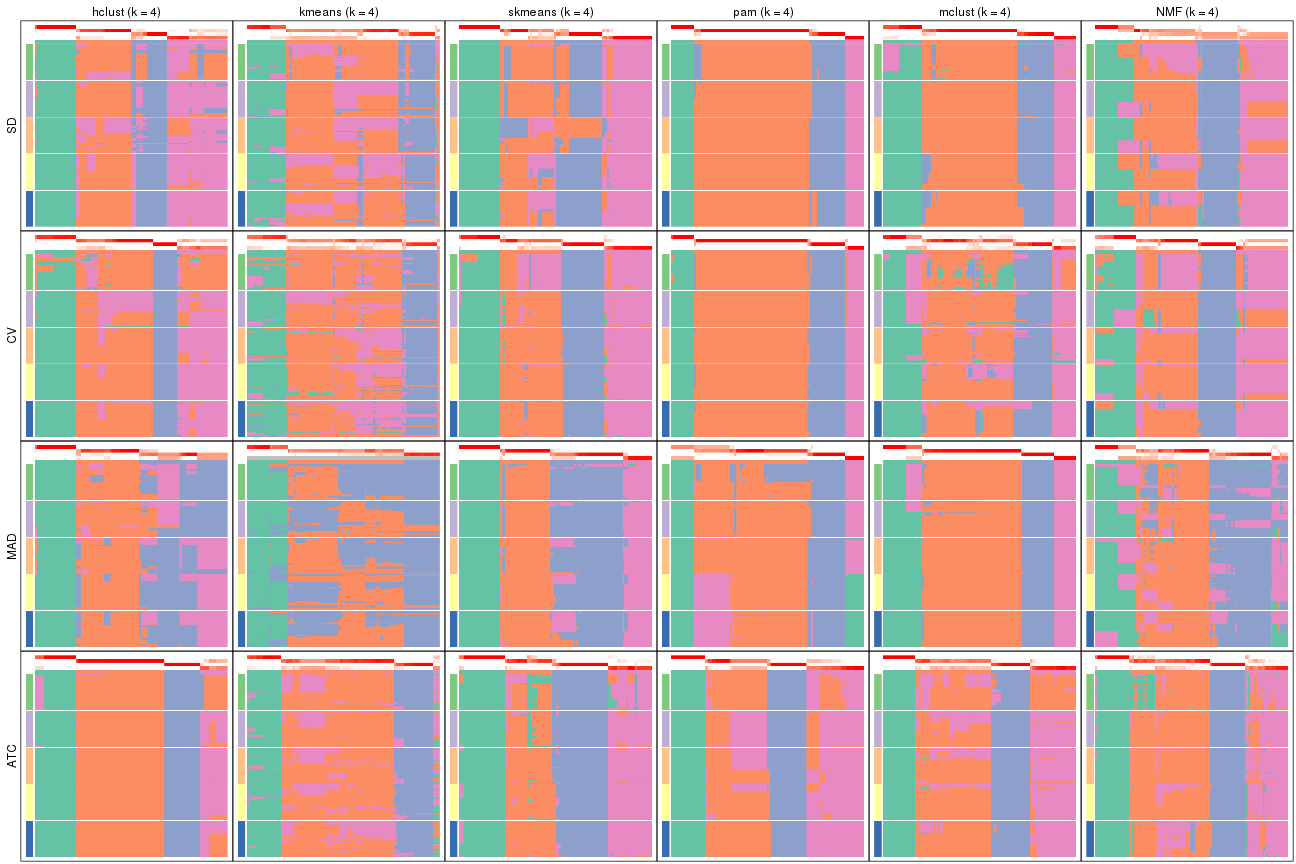 hclust (k = 4) kmeans (k = 4) skmeans (k = 4) pam (k = 4) mclust (k = 4) NMF (k = 4)
SD
CV
MAD
ATC